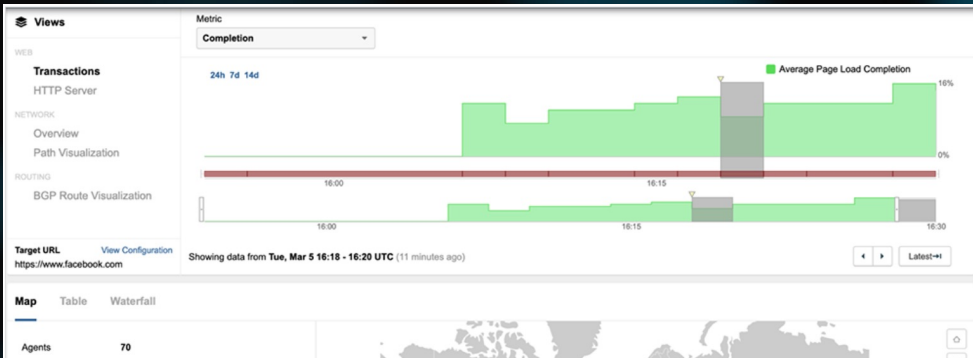 Views
WEB
Transactions
HTTP Server
NETWORK
Overview
Path Visualization
ROUTING
BGP Route Visualization
Target URL View Configuration
https://www.facebook.com
Metric
Completion
24h 7d 14d
Average Page Load Completion
16%
0%
16:00 16:15
16:00 16:15 16:30
Showing data from Tue, Mar 5 16:18 - 16:20 UTC (11 minutes ago)
Latest
Map Table Waterfall
Agents 70